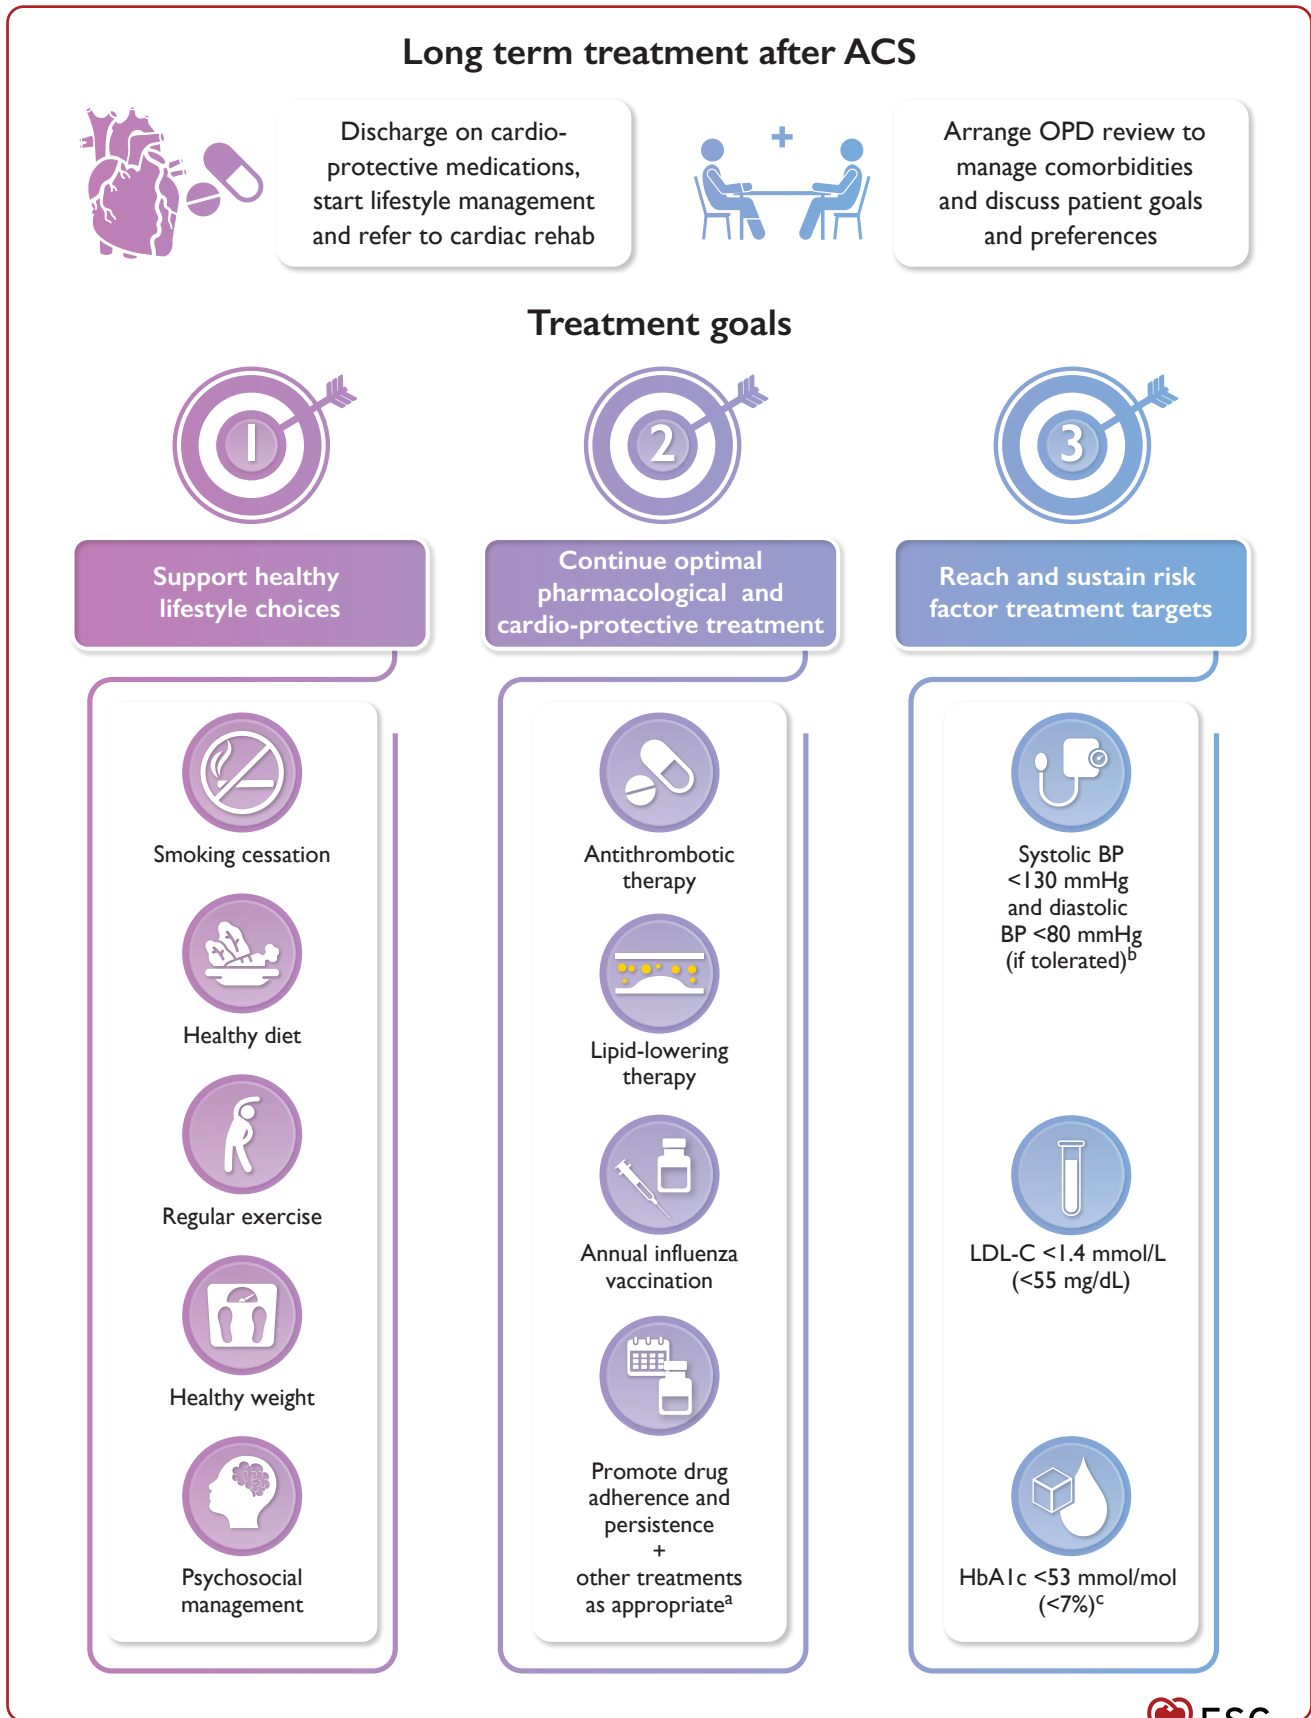 Long term treatment after ACS
Discharge on cardio-
protective medications,
start lifestyle management
and refer to cardiac rehab
+
Arrange OPD review to
manage comorbidities
and discuss patient goals
and preferences
Treatment goals
1
Support healthy
lifestyle choices
Smoking cessation
Healthy diet
Regular exercise
Healthy weight
Psychosocial
management
2
Continue optimal
pharmacological and
cardio-protective treatment
Antithrombotic
therapy
Lipid-lowering
therapy
Annual influenza
vaccination
Promote drug
adherence and
persistence
+
other treatments
as appropriateᵃ
3
Reach and sustain risk
factor treatment targets
Systolic BP
<130 mmHg
and diastolic
BP <80 mmHg
(if tolerated)ᵇ
LDL-C <1.4 mmol/L
(<55 mg/dL)
HbA1c <53 mmol/mol
(<7%)ᶜ
ESC